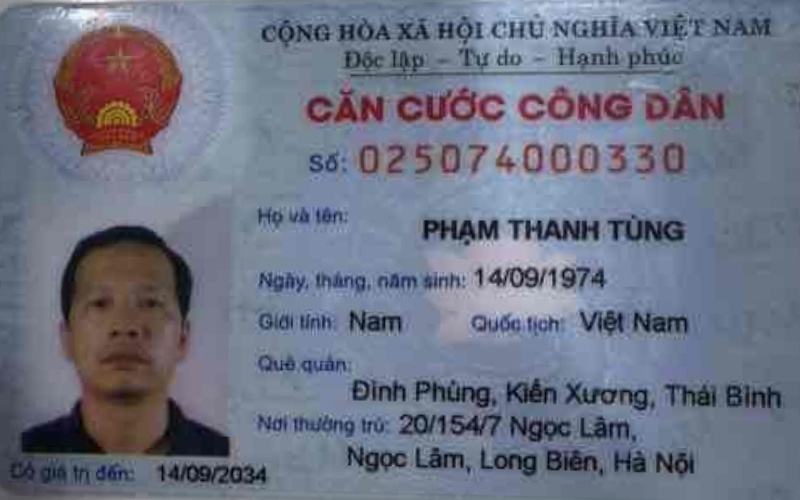 CỘNG HÒA XÃ HỘI CHỦ NGHĨA VIỆT NAM
Độc lập – Tự do – Hạnh phúc
CĂN CƯỚC CÔNG DÂN
Số: 025074000330
Họ và tên: PHẠM THANH TÙNG
Ngày, tháng, năm sinh: 14/09/1974
Giới tính: Nam Quốc tịch: Việt Nam
Quê quán:
Đình Phùng, Kiến Xương, Thái Bình
Nơi thường trú: 20/154/7 Ngọc Lâm,
Ngọc Lâm, Long Biên, Hà Nội
Có giá trị đến: 14/09/2034